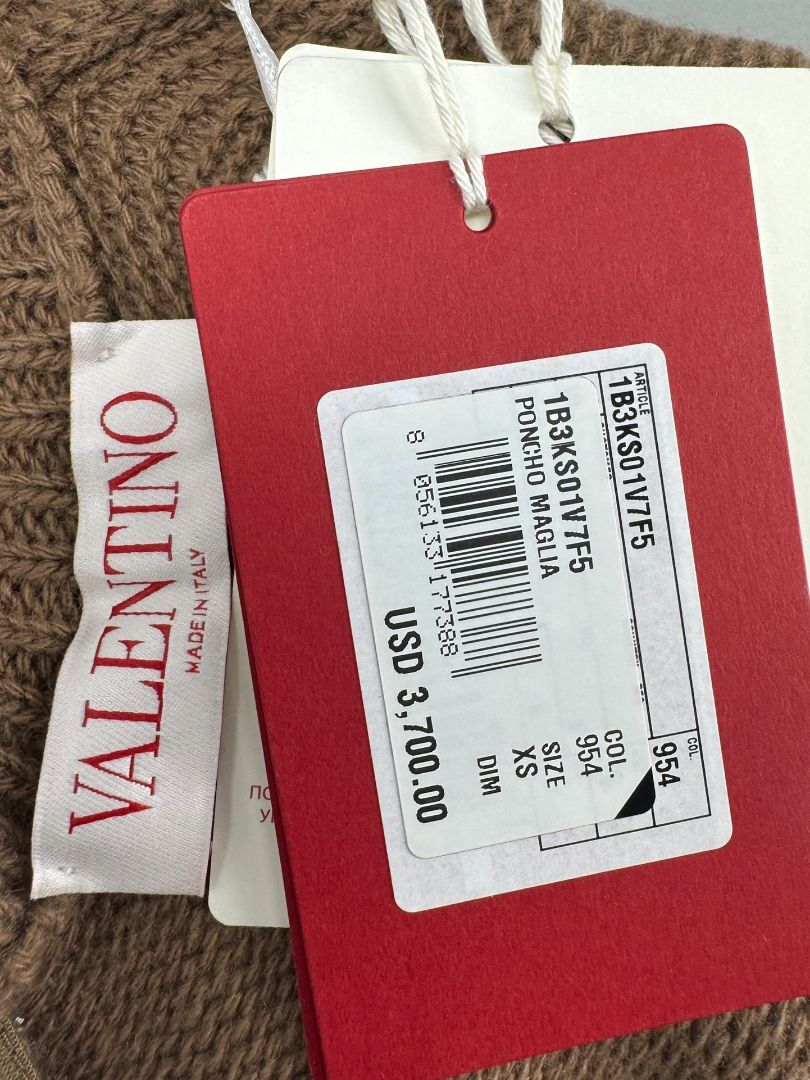 VALENTINO
MADE IN ITALY
ARTICLE
1B3KS01V7F5
COL.
954
1B3KS01V7F5
PONCHO MAGLIA
8 056133 177388
COL.
954
SIZE
XS
DIM
USD 3,700.00